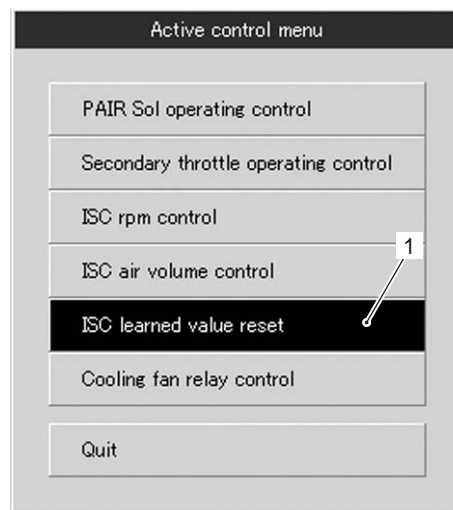 Active control menu
PAIR Sol operating control
Secondary throttle operating control
ISC rpm control
1
ISC air volume control
ISC learned value reset
Cooling fan relay control
Quit